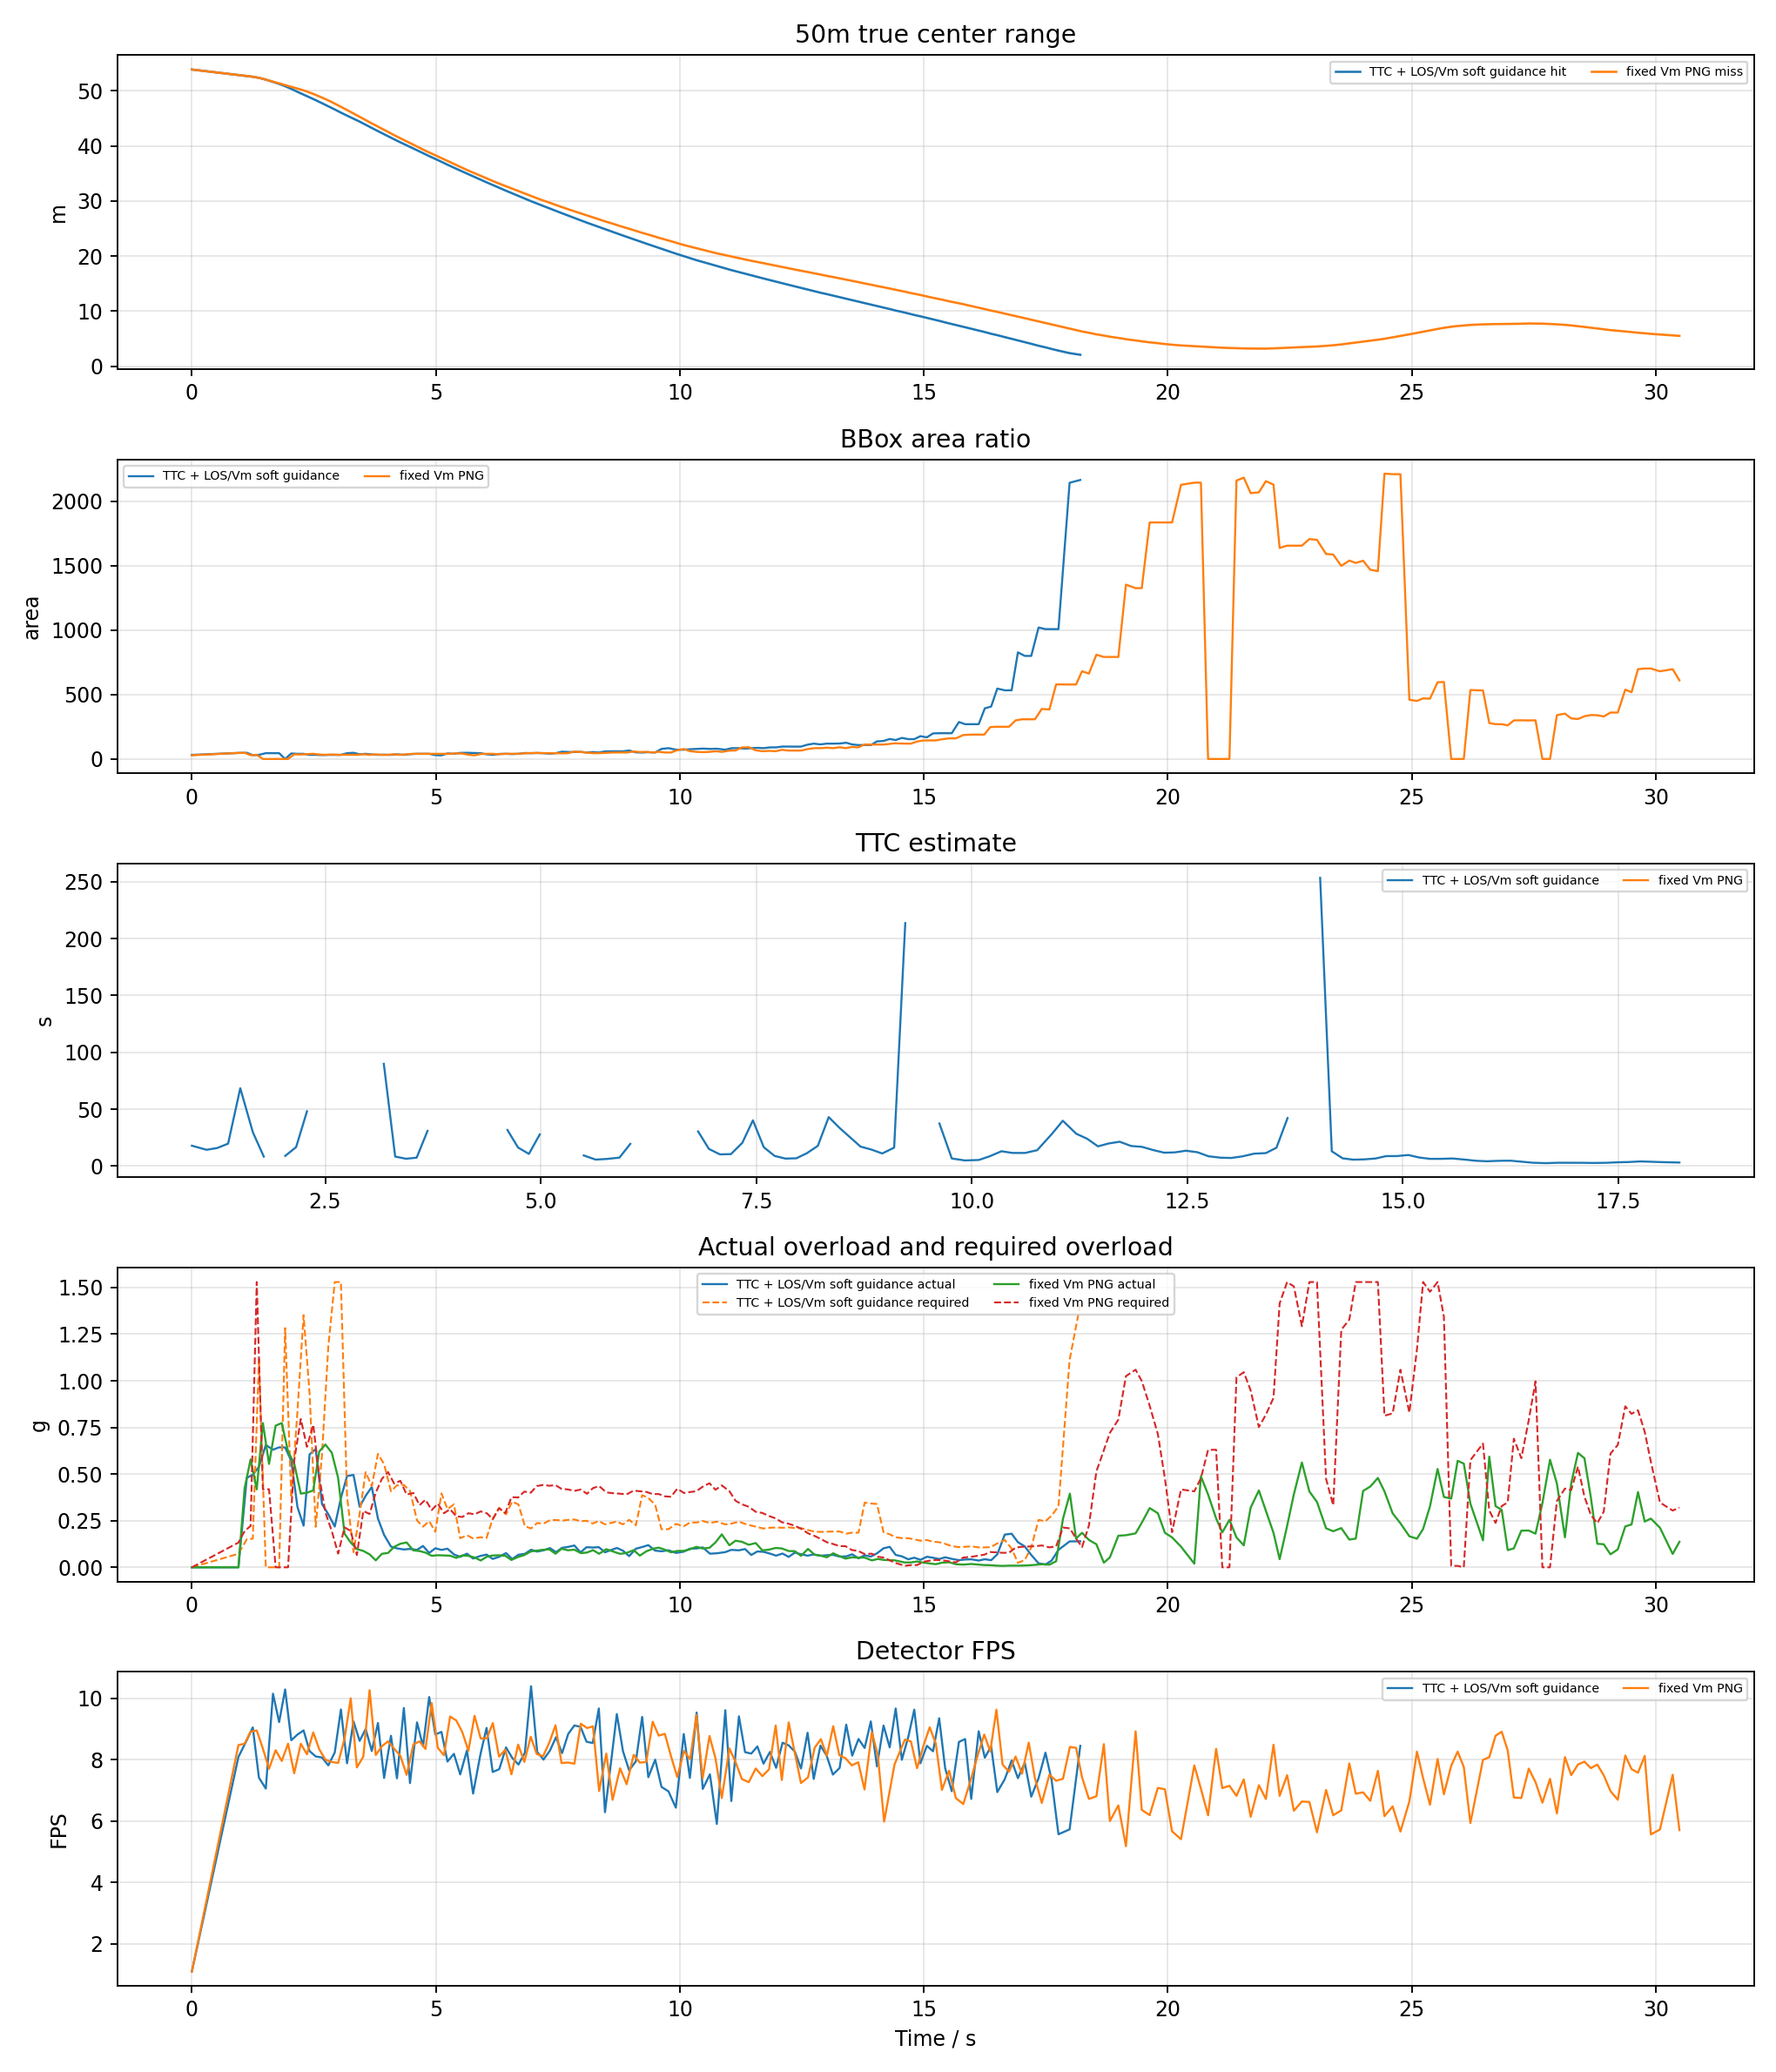 50m true center range
TTC + LOS/Vm soft guidance hit fixed Vm PNG miss
50
40
30
20
10
0
m
0 5 10 15 20 25 30
BBox area ratio
TTC + LOS/Vm soft guidance fixed Vm PNG
2000
1500
1000
500
0
area
0 5 10 15 20 25 30
TTC estimate
TTC + LOS/Vm soft guidance fixed Vm PNG
250
200
150
100
50
0
s
2.5 5.0 7.5 10.0 12.5 15.0 17.5
Actual overload and required overload
TTC + LOS/Vm soft guidance actual fixed Vm PNG actual
TTC + LOS/Vm soft guidance required fixed Vm PNG required
1.50
1.25
1.00
0.75
0.50
0.25
0.00
g
0 5 10 15 20 25 30
Detector FPS
TTC + LOS/Vm soft guidance fixed Vm PNG
10
8
6
4
2
FPS
0 5 10 15 20 25 30
Time / s